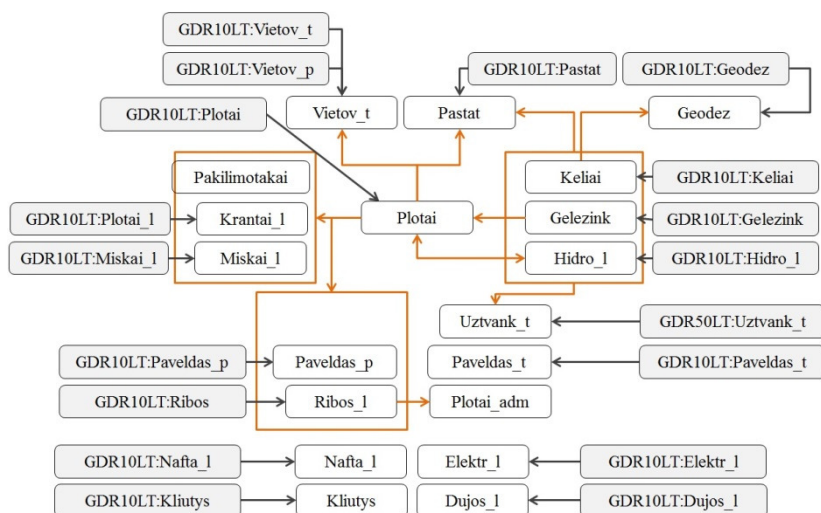 GDR10LT:Vietov_t
GDR10LT:Vietov_p
GDR10LT:Pastat
GDR10LT:Geodez
GDR10LT:Plotai
Vietov_t
Pastat
Geodez
Pakilimotakai
Keliai
GDR10LT:Keliai
GDR10LT:Plotai_l
Krantai_l
Plotai
Gelezink
GDR10LT:Gelezink
GDR10LT:Miskai_l
Miskai_l
Hidro_l
GDR10LT:Hidro_l
Uztvank_t
GDR50LT:Uztvank_t
GDR10LT:Paveldas_p
Paveldas_p
Paveldas_t
GDR10LT:Paveldas_t
GDR10LT:Ribos
Ribos_l
Plotai_adm
GDR10LT:Nafta_l
Nafta_l
Elektr_l
GDR10LT:Elektr_l
GDR10LT:Kliutys
Kliutys
Dujos_l
GDR10LT:Dujos_l